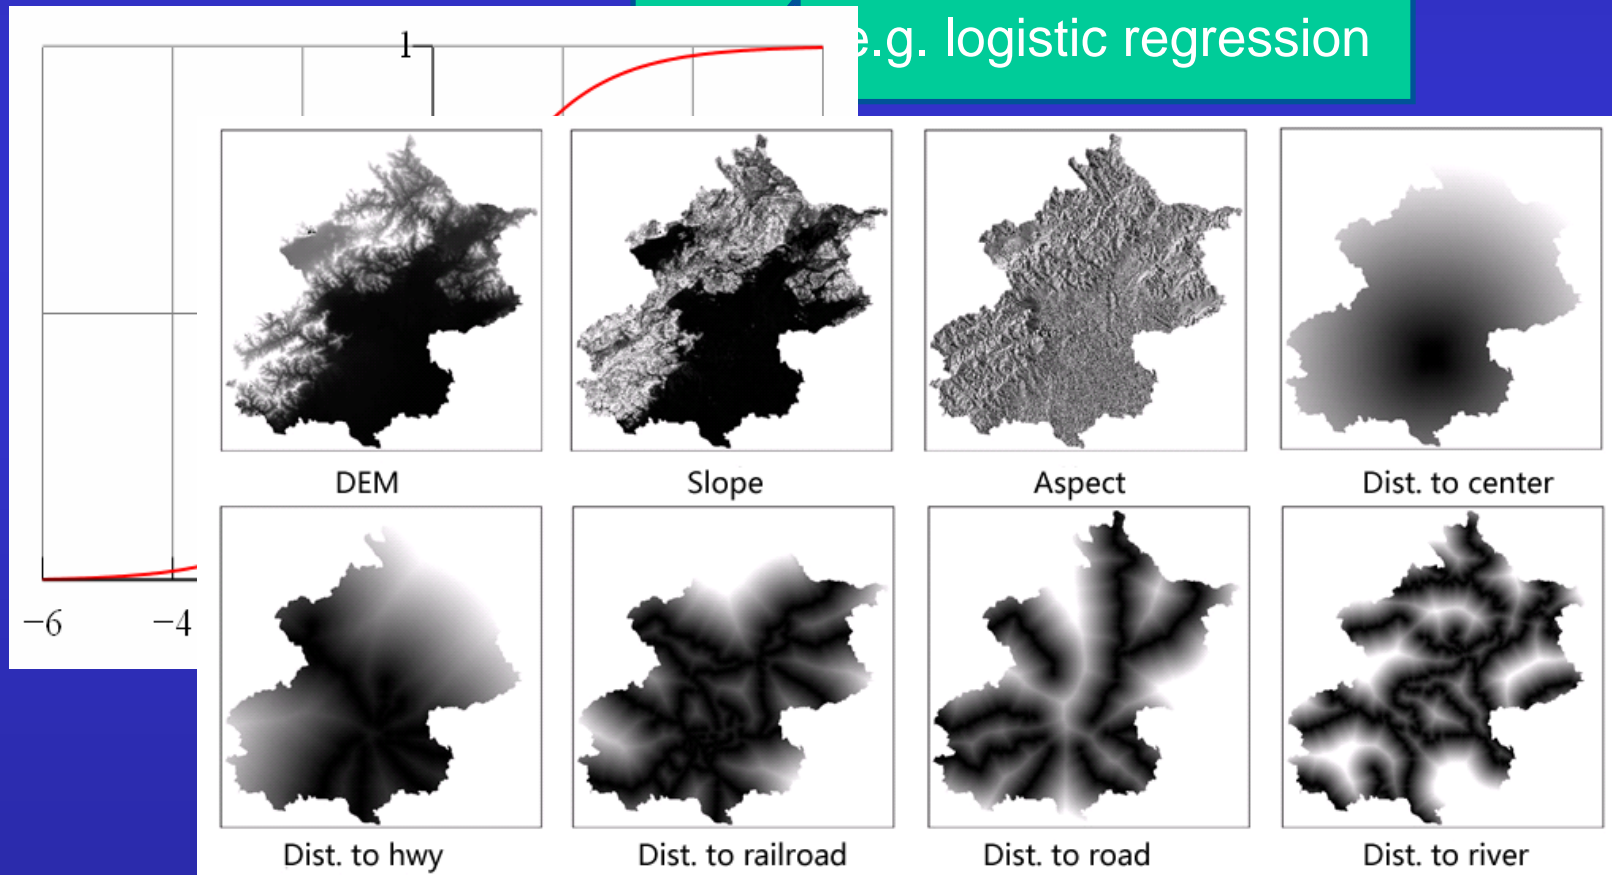 e.g. logistic regression
1
−6
−4
DEM
Slope
Aspect
Dist. to center
Dist. to hwy
Dist. to railroad
Dist. to road
Dist. to river